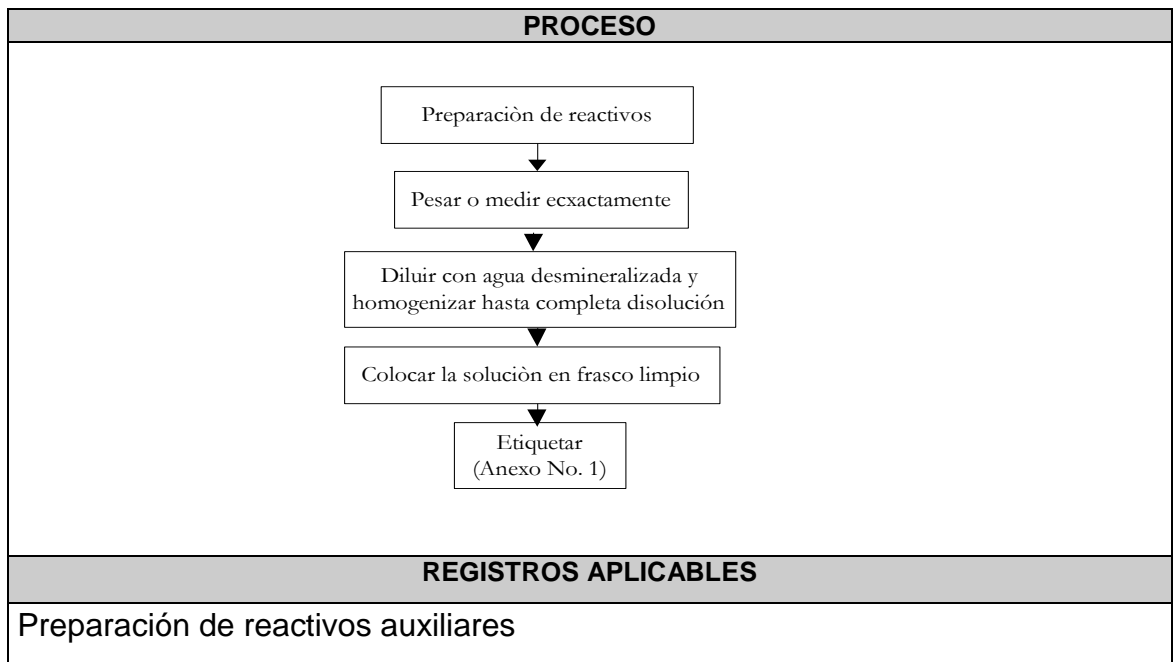 PROCESO
Preparaciòn de reactivos
Pesar o medir ecxactamente
Diluir con agua desmineralizada y
homogenizar hasta completa disolución
Colocar la soluciòn en frasco limpio
Etiquetar
(Anexo No. 1)
REGISTROS APLICABLES
Preparación de reactivos auxiliares